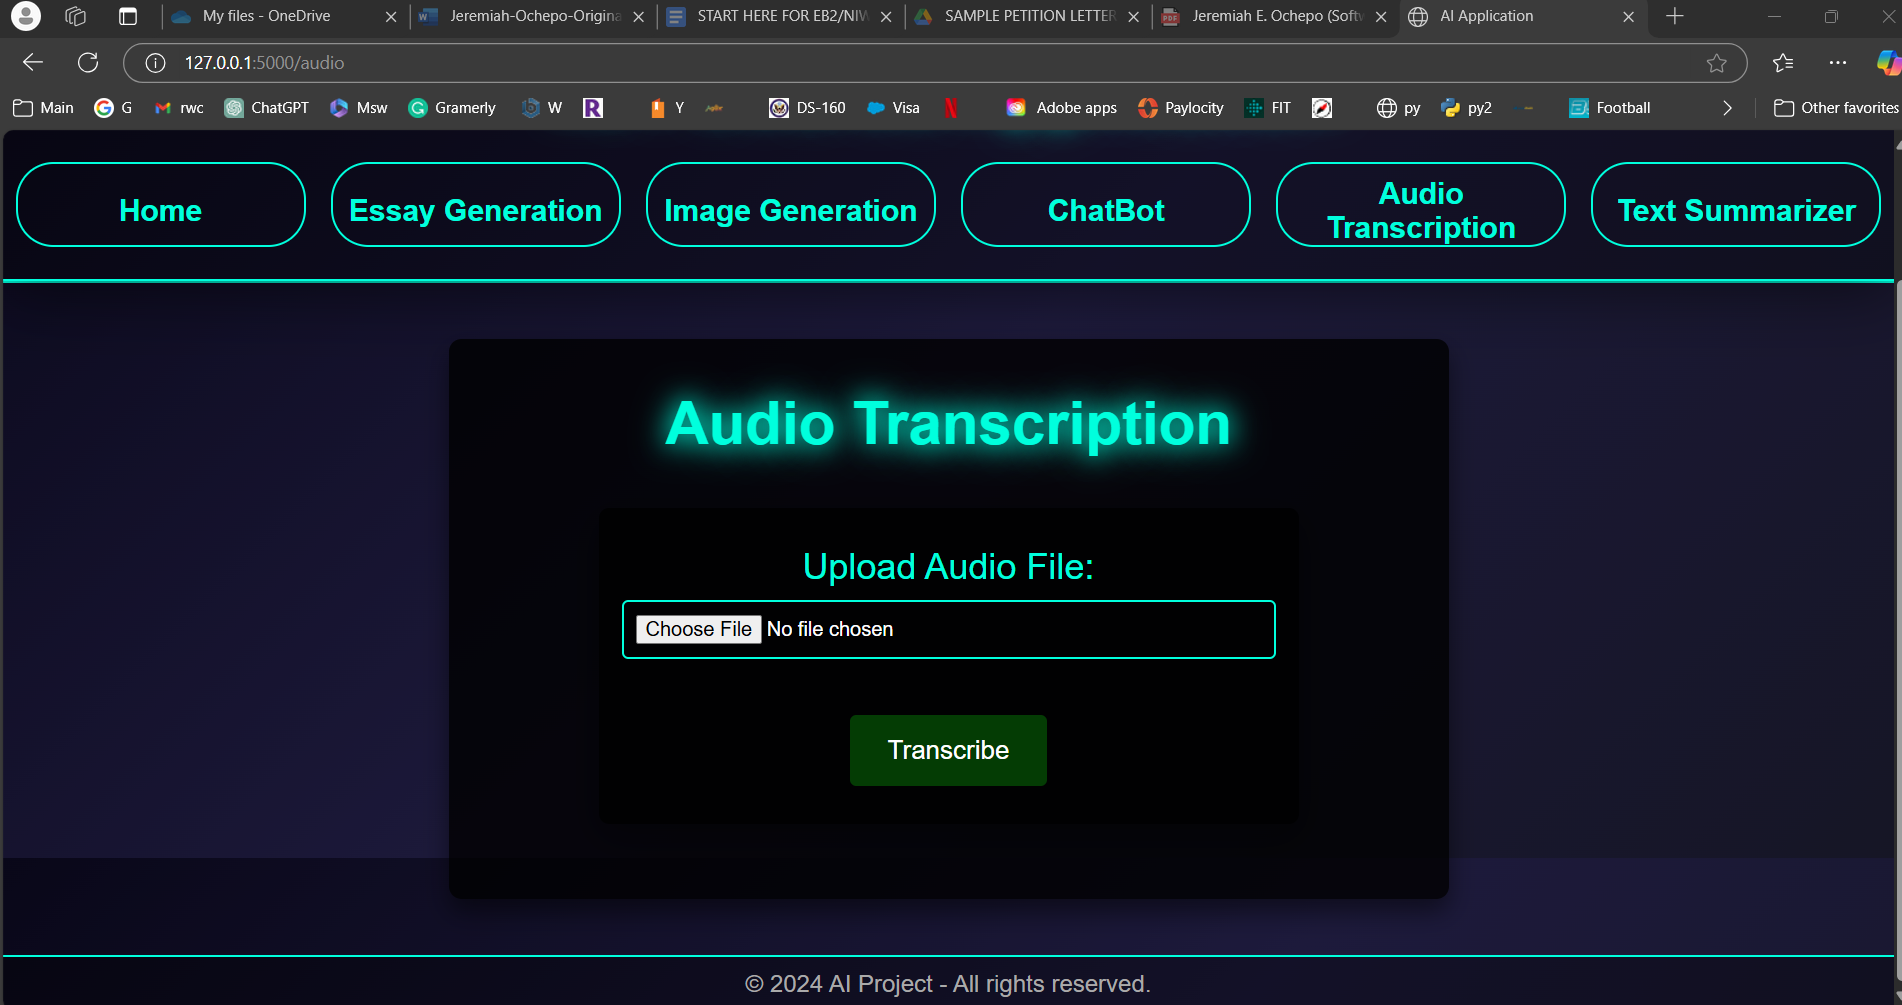 My files - OneDrive
Jeremiah-Ochepo-Origina
START HERE FOR EB2/NIW
SAMPLE PETITION LETTER
Jeremiah E. Ochepo (Softw
AI Application
127.0.0.1:5000/audio
Main
G
rwc
ChatGPT
Msw
Gramerly
W
R
Y
DS-160
Visa
Adobe apps
Paylocity
FIT
py
py2
Football
Other favorites
Home
Essay Generation
Image Generation
ChatBot
Audio
Transcription
Text Summarizer
Audio Transcription
Upload Audio File:
Choose File No file chosen
Transcribe
© 2024 AI Project - All rights reserved.